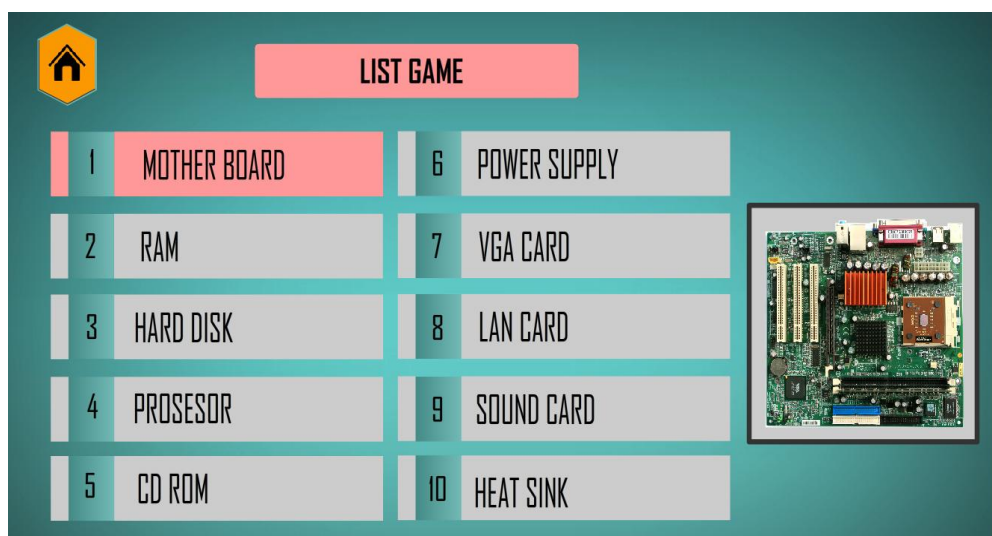 LIST GAME
1 MOTHER BOARD
2 RAM
3 HARD DISK
4 PROSESOR
5 CD ROM
6 POWER SUPPLY
7 VGA CARD
8 LAN CARD
9 SOUND CARD
10 HEAT SINK